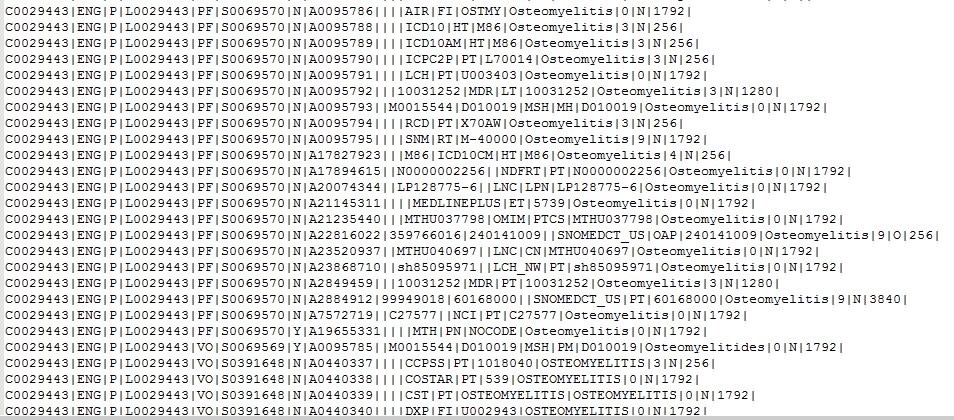 C0029443|ENG|P|L0029443|PF|S0069570|N|A0095786||||AIR|FI|OSTMY|Osteomyelitis|0|N|1792|
C0029443|ENG|P|L0029443|PF|S0069570|N|A0095788||||ICD10|HT|M86|Osteomyelitis|3|N|256|
C0029443|ENG|P|L0029443|PF|S0069570|N|A0095789||||ICD10AM|HT|M86|Osteomyelitis|3|N|256|
C0029443|ENG|P|L0029443|PF|S0069570|N|A0095790||||ICPC2P|PT|L70014|Osteomyelitis|3|N|256|
C0029443|ENG|P|L0029443|PF|S0069570|N|A0095791||||LCH|PT|U003403|Osteomyelitis|0|N|1792|
C0029443|ENG|P|L0029443|PF|S0069570|N|A0095792||10031252|MDR|LT|10031252|Osteomyelitis|3|N|1280|
C0029443|ENG|P|L0029443|PF|S0069570|N|A0095793|M0015544|D010019|MSH|MH|D010019|Osteomyelitis|0|N|1792|
C0029443|ENG|P|L0029443|PF|S0069570|N|A0095794||||RCD|PT|X70AW|Osteomyelitis|3|N|256|
C0029443|ENG|P|L0029443|PF|S0069570|N|A0095795||||SNM|RT|M-40000|Osteomyelitis|9|N|1792|
C0029443|ENG|P|L0029443|PF|S0069570|N|A17827923||M86|ICD10CM|HT|M86|Osteomyelitis|4|N|256|
C0029443|ENG|P|L0029443|PF|S0069570|N|A17894615||N0000002256||NDFRT|PT|N0000002256|Osteomyelitis|0|N|1792|
C0029443|ENG|P|L0029443|PF|S0069570|N|A20074344||LP128775-6||LNC|LPN|LP128775-6|Osteomyelitis|0|N|1792|
C0029443|ENG|P|L0029443|PF|S0069570|N|A21145311||||MEDLINEPLUS|ET|5739|Osteomyelitis|0|N|1792|
C0029443|ENG|P|L0029443|PF|S0069570|N|A21235440||MTHU037798|OMIM|PTCS|MTHU037798|Osteomyelitis|0|N|1792|
C0029443|ENG|P|L0029443|PF|S0069570|N|A22816022|359766016|240141009||SNOMEDCT_US|OAP|240141009|Osteomyelitis|9|O|256|
C0029443|ENG|P|L0029443|PF|S0069570|N|A23520937||MTHU040697||LNC|CN|MTHU040697|Osteomyelitis|0|N|1792|
C0029443|ENG|P|L0029443|PF|S0069570|N|A23868710||sh85095971||LCH_NW|PT|sh85095971|Osteomyelitis|0|N|1792|
C0029443|ENG|P|L0029443|PF|S0069570|N|A2849459|||10031252|MDR|PT|10031252|Osteomyelitis|3|N|1280|
C0029443|ENG|P|L0029443|PF|S0069570|N|A2884912|99949018|60168000||SNOMEDCT_US|PT|60168000|Osteomyelitis|9|N|3840|
C0029443|ENG|P|L0029443|PF|S0069570|N|A7572719||C27577||NCI|PT|C27577|Osteomyelitis|0|N|1792|
C0029443|ENG|P|L0029443|PF|S0069570|Y|A19655331||||MTH|PN|NOCODE|Osteomyelitis|0|N|1792|
C0029443|ENG|P|L0029443|VO|S0069569|Y|A0095785||M0015544|D010019|MSH|PM|D010019|Osteomyelitides|0|N|1792|
C0029443|ENG|P|L0029443|VO|S0391648|N|A0440337||||CCPSS|PT|1018040|OSTEOMYELITIS|3|N|256|
C0029443|ENG|P|L0029443|VO|S0391648|N|A0440338||||COSTAR|PT|539|OSTEOMYELITIS|0|N|1792|
C0029443|ENG|P|L0029443|VO|S0391648|N|A0440339||||CST|PT|OSTEOMYELITIS|OSTEOMYELITIS|0|N|1792|
C0029443|ENG|P|L0029443|VO|S0391648|N|A0440340||||DXP|FI|U002943|OSTEOMYELITIS|0|N|1792|